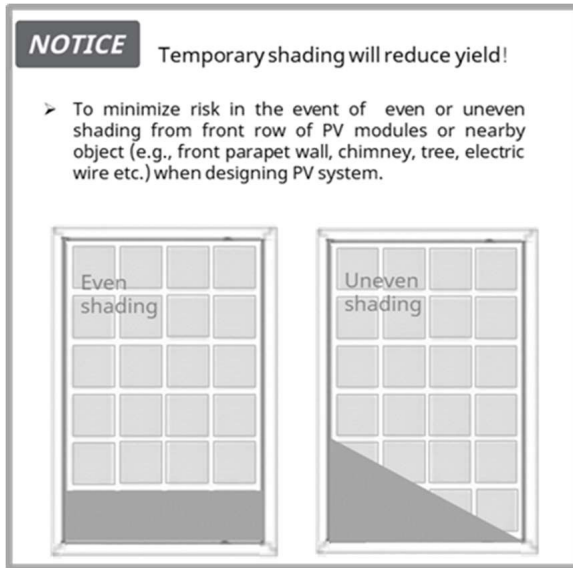 NOTICE
Temporary shading will reduce yield!
➢ To minimize risk in the event of even or uneven
shading from front row of PV modules or nearby
object (e.g., front parapet wall, chimney, tree, electric
wire etc.) when designing PV system.
Even
shading
Uneven
shading